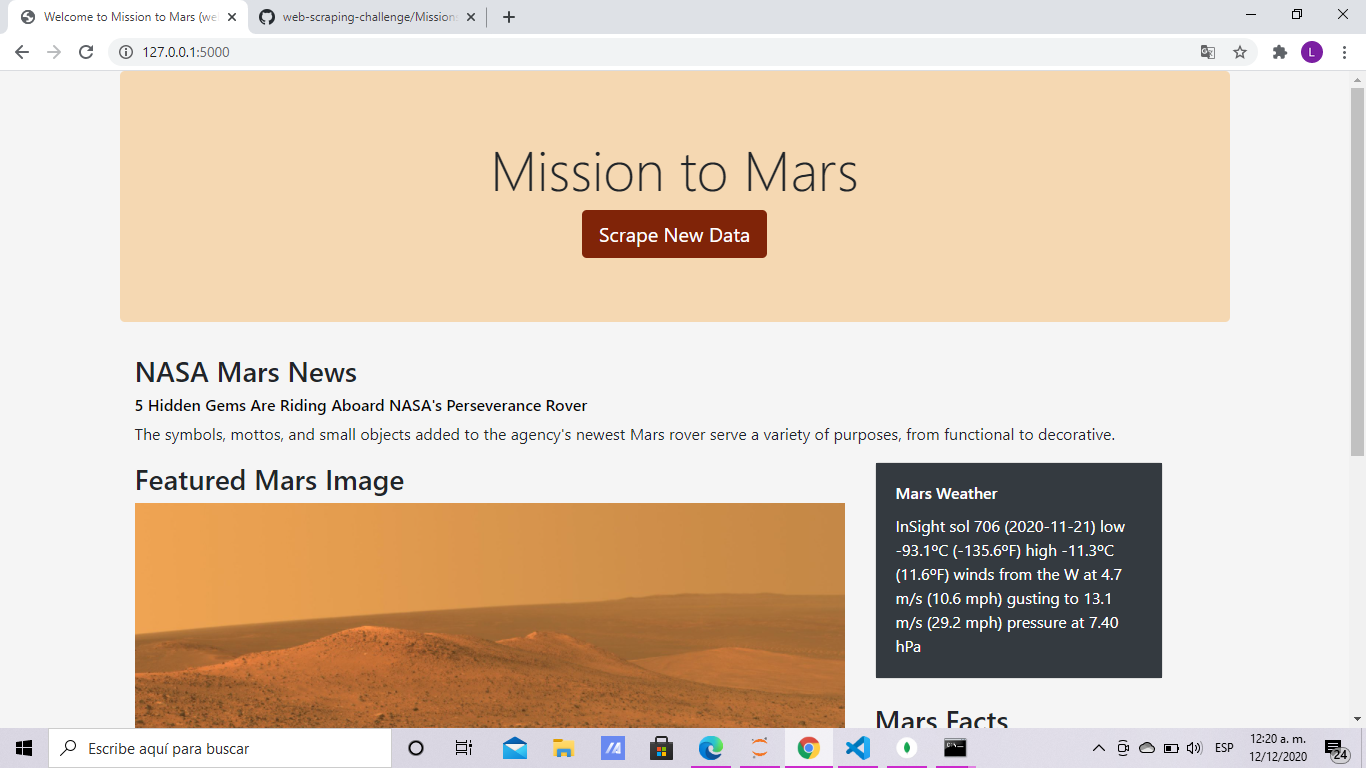 Welcome to Mission to Mars (we
web-scraping-challenge/Mission
127.0.0.1:5000
L
Mission to Mars
Scrape New Data
NASA Mars News
5 Hidden Gems Are Riding Aboard NASA's Perseverance Rover
The symbols, mottos, and small objects added to the agency's newest Mars rover serve a variety of purposes, from functional to decorative.
Featured Mars Image
Mars Weather
InSight sol 706 (2020-11-21) low
-93.1ºC (-135.6ºF) high -11.3ºC
(11.6ºF) winds from the W at 4.7
m/s (10.6 mph) gusting to 13.1
m/s (29.2 mph) pressure at 7.40
hPa
Mars Facts
Escribe aquí para buscar
ESP
12:20 a. m.
12/12/2020
24